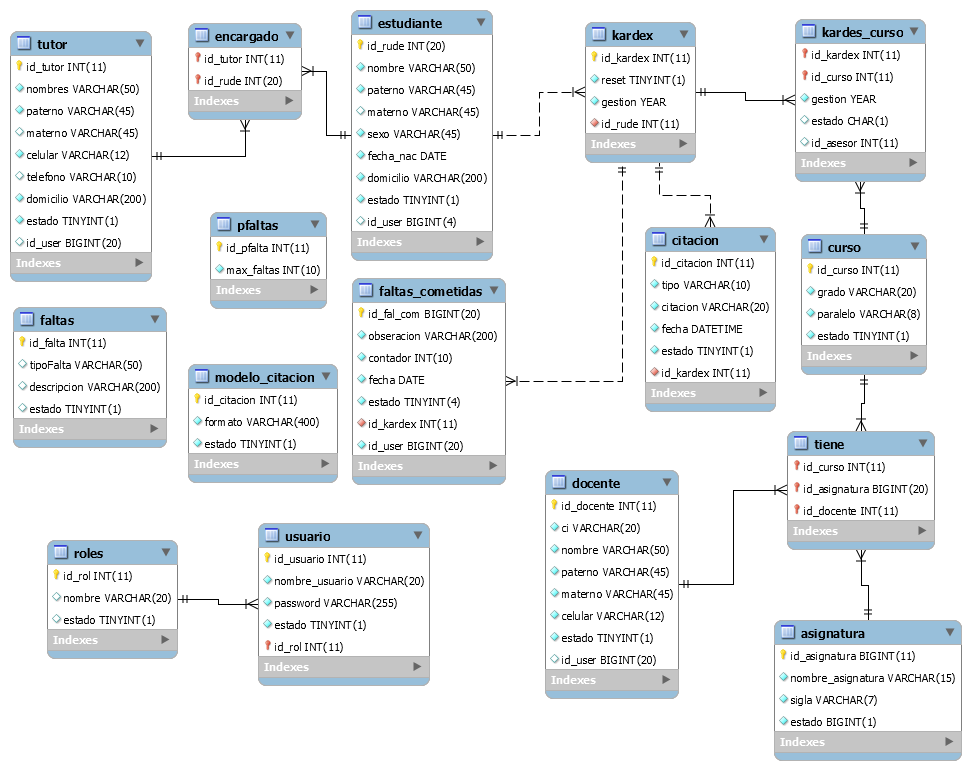 tutor
id_tutor INT(11)
nombres VARCHAR(50)
paterno VARCHAR(45)
materno VARCHAR(45)
celular VARCHAR(12)
telefono VARCHAR(10)
domicilio VARCHAR(200)
estado TINYINT(1)
id_user BIGINT(20)
Indexes
encargado
id_tutor INT(11)
id_rude INT(20)
Indexes
estudiante
id_rude INT(20)
nombre VARCHAR(50)
paterno VARCHAR(45)
materno VARCHAR(45)
sexo VARCHAR(45)
fecha_nac DATE
domicilio VARCHAR(200)
estado TINYINT(1)
id_user BIGINT(4)
Indexes
kardex
id_kardex INT(11)
reset TINYINT(1)
gestion YEAR
id_rude INT(11)
Indexes
kardes_curso
id_kardex INT(11)
id_curso INT(11)
gestion YEAR
estado CHAR(1)
id_asesor INT(11)
Indexes
pfaltas
id_pfalta INT(11)
max_faltas INT(10)
Indexes
citacion
id_citacion INT(11)
tipo VARCHAR(10)
citacion VARCHAR(20)
fecha DATETIME
estado TINYINT(1)
id_kardex INT(11)
Indexes
curso
id_curso INT(11)
grado VARCHAR(20)
paralelo VARCHAR(8)
estado TINYINT(1)
Indexes
faltas
id_falta INT(11)
tipoFalta VARCHAR(50)
descripcion VARCHAR(200)
estado TINYINT(1)
Indexes
modelo_citacion
id_citacion INT(11)
formato VARCHAR(400)
estado TINYINT(1)
Indexes
faltas_cometidas
id_fal_com BIGINT(20)
obseracion VARCHAR(200)
contador INT(10)
fecha DATE
estado TINYINT(4)
id_kardex INT(11)
id_user BIGINT(20)
Indexes
tiene
id_curso INT(11)
id_asignatura BIGINT(20)
id_docente INT(11)
Indexes
docente
id_docente INT(11)
ci VARCHAR(20)
nombre VARCHAR(50)
paterno VARCHAR(45)
materno VARCHAR(45)
celular VARCHAR(12)
estado TINYINT(1)
id_user BIGINT(20)
Indexes
roles
id_rol INT(11)
nombre VARCHAR(20)
estado TINYINT(1)
Indexes
usuario
id_usuario INT(11)
nombre_usuario VARCHAR(20)
password VARCHAR(255)
estado TINYINT(1)
id_rol INT(11)
Indexes
asignatura
id_asignatura BIGINT(11)
nombre_asignatura VARCHAR(15)
sigla VARCHAR(7)
estado BIGINT(1)
Indexes